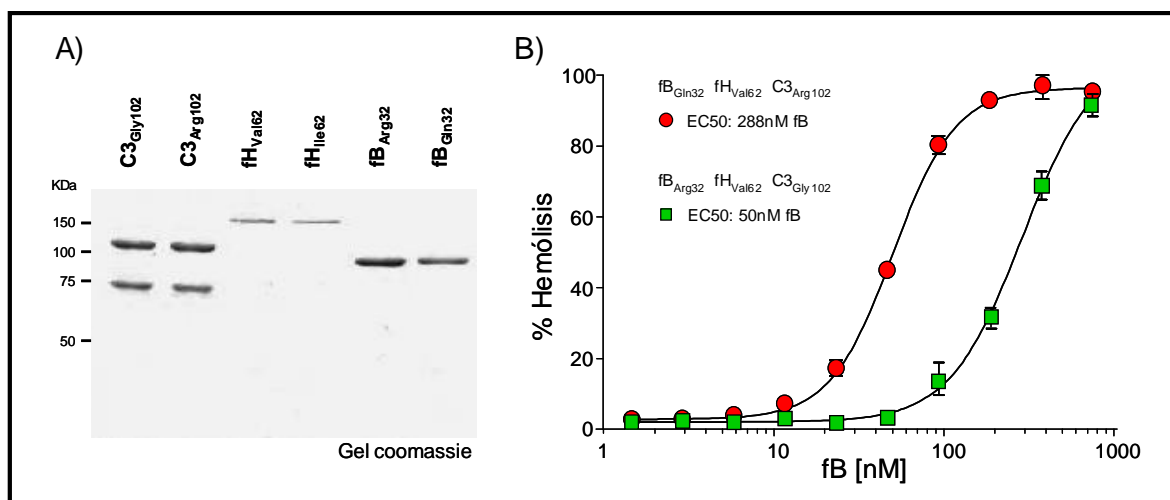 A)
C3Gly102
C3Arg102
fHVal62
fHIle62
fBArg32
fBGln32
KDa
150
100
75
50
Gel coomassie
B)
% Hemólisis
100
80
60
40
20
0
fBGln32 fHVal62 C3Arg102
EC50: 288nM fB
fBArg32 fHVal62 C3Gly102
EC50: 50nM fB
1 10 100 1000
fB [nM]